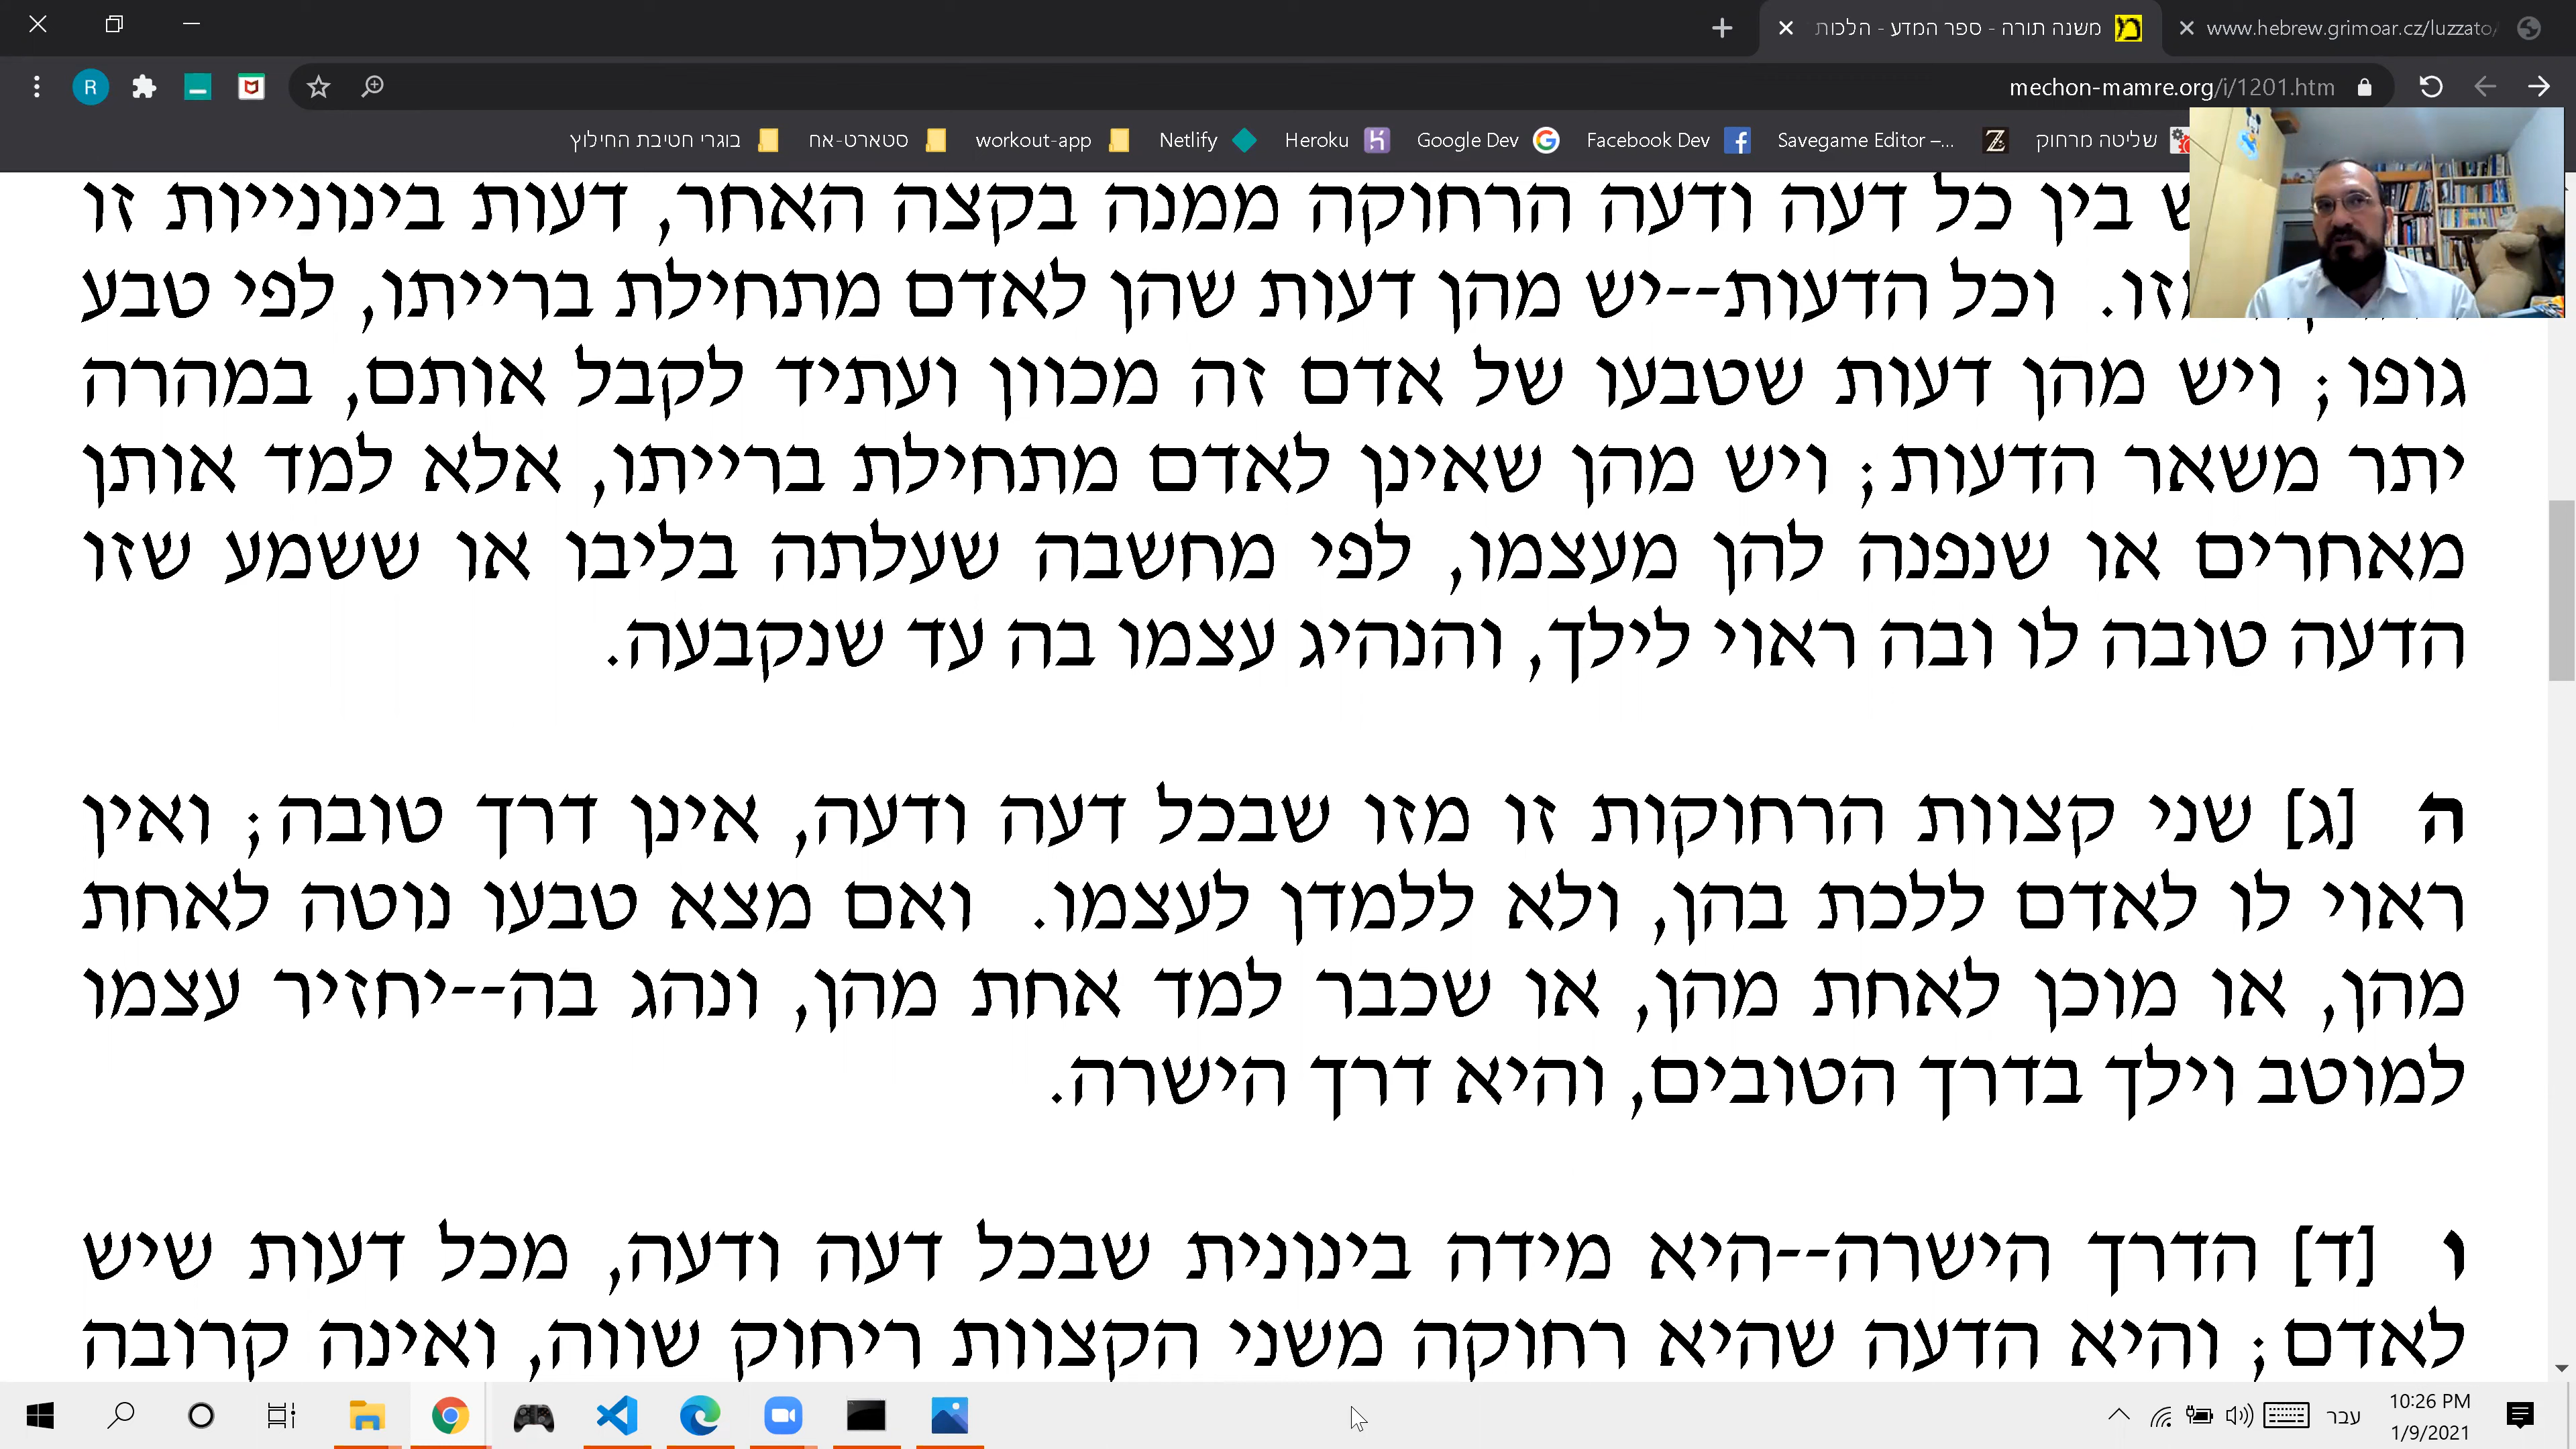 משנה תורה - ספר המדע - הלכות
www.hebrew.grimoar.cz/luzzato/
R
mechon-mamre.org/i/1201.htm
שליטה מרחוק
Savegame Editor –...
Facebook Dev
Google Dev
Heroku
Netlify
workout-app
סטארט-אח
בוגרי חטיבת החילוץ
בין כל דעה ודעה הרחוקה ממנה בקצה האחר, דעות בינונייות זו
מזו. וכל הדעות--יש מהן דעות שהן לאדם מתחילת ברייתו, לפי טבע
גופו; ויש מהן דעות שטבעו של אדם זה מכוון ועתיד לקבל אותם, במהרה
יתר משאר הדעות; ויש מהן שאינן לאדם מתחילת ברייתו, אלא למד אותן
מאחרים או שנפנה להן מעצמו, לפי מחשבה שעלתה בליבו או ששמע שזו
הדעה טובה לו ובה ראוי לילך, והנהיג עצמו בה עד שנקבעה.
ה [ג] שני קצוות הרחוקות זו מזו שבכל דעה ודעה, אינן דרך טובה; ואין
ראוי לו לאדם ללכת בהן, ולא ללמדן לעצמו. ואם מצא טבעו נוטה לאחת
מהן, או מוכן לאחת מהן, או שכבר למד אחת מהן, ונהג בה--יחזיר עצמו
למוטב וילך בדרך הטובים, והיא דרך הישרה.
ו [ד] הדרך הישרה--היא מידה בינונית שבכל דעה ודעה, מכל דעות שיש
לאדם; והיא הדעה שהיא רחוקה משני הקצוות ריחוק שווה, ואינה קרובה
עבר
10:26 PM
1/9/2021